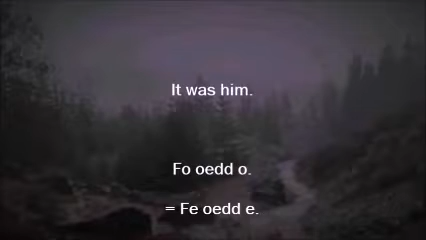 It was him.
Fo oedd o.
= Fe oedd e.